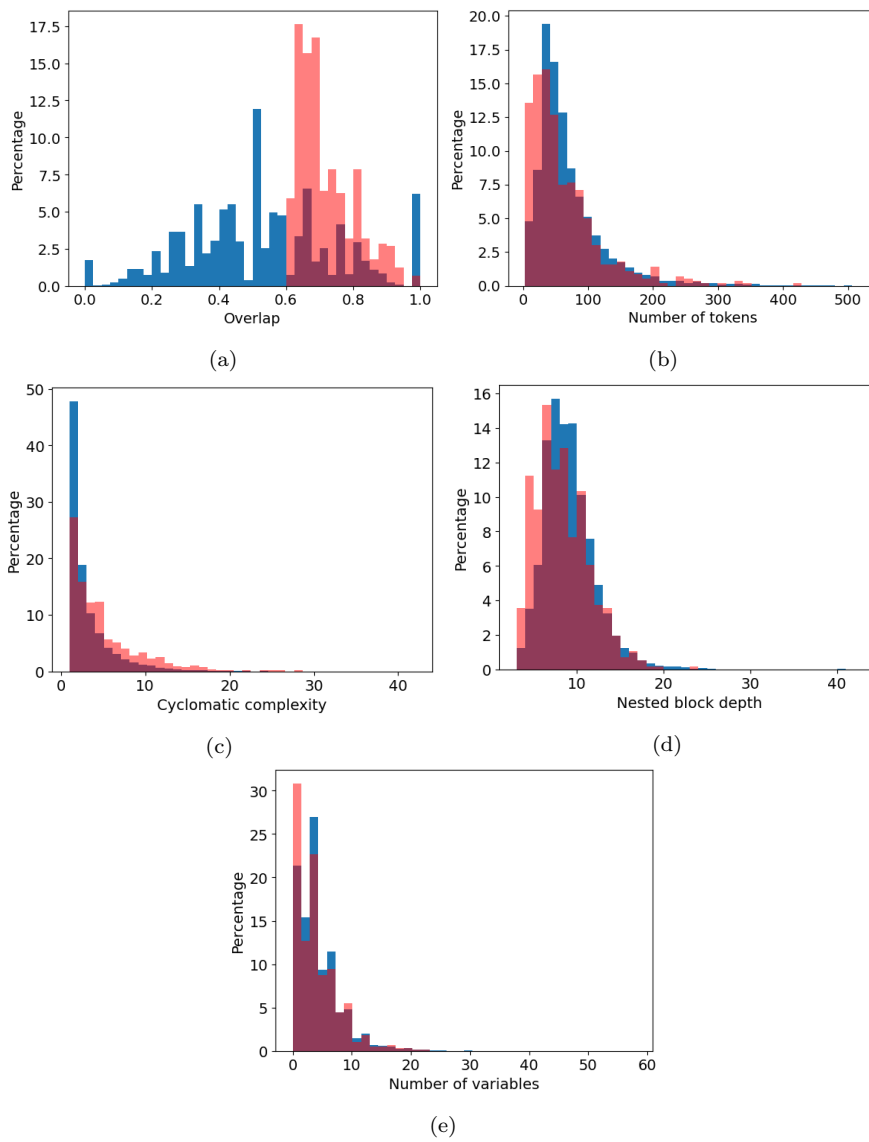 17.5
15.0
12.5
10.0
7.5
5.0
2.5
0.0
Percentage
0.0 0.2 0.4 0.6 0.8 1.0
Overlap
(a)
20.0
17.5
15.0
12.5
10.0
7.5
5.0
2.5
0.0
Percentage
0 100 200 300 400 500
Number of tokens
(b)
50
40
30
20
10
0
Percentage
0 10 20 30 40
Cyclomatic complexity
(c)
16
14
12
10
8
6
4
2
0
Percentage
10 20 30 40
Nested block depth
(d)
30
25
20
15
10
5
0
Percentage
0 10 20 30 40 50 60
Number of variables
(e)